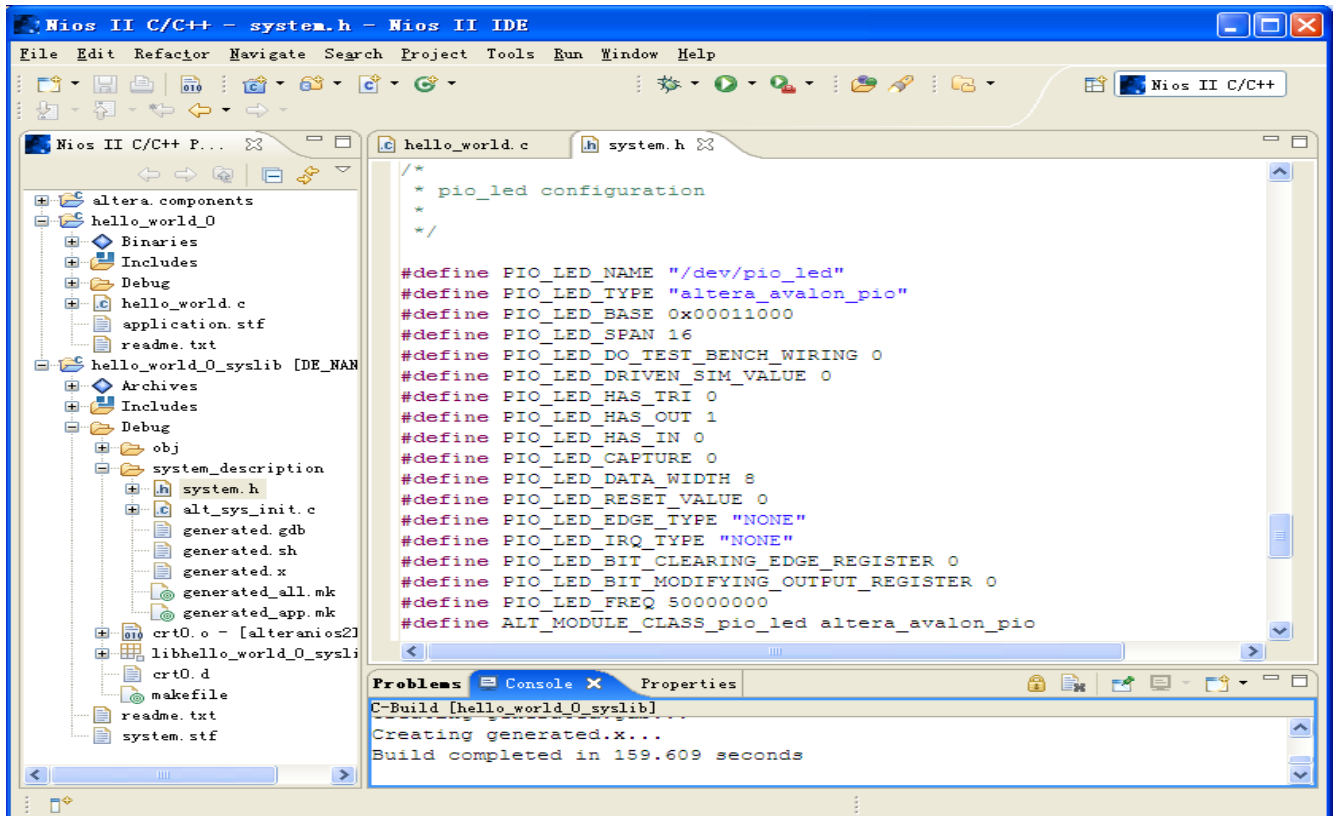 Nios II C/C++ - system.h - Nios II IDE
File Edit Refactor Navigate Search Project Tools Run Window Help
Nios II C/C++
Nios II C/C++ P...
altera.components
hello_world_0
Binaries
Includes
Debug
hello_world.c
application.stf
readme.txt
hello_world_0_syslib [DE_NAN
Archives
Includes
Debug
obj
system_description
system.h
alt_sys_init.c
generated.gdb
generated.sh
generated.x
generated_all.mk
generated_app.mk
crt0.o - [alteranios2]
libhello_world_0_sysli
crt0.d
makefile
readme.txt
system.stf
hello_world.c system.h
/*
* pio_led configuration
*
*/
#define PIO_LED_NAME "/dev/pio_led"
#define PIO_LED_TYPE "altera_avalon_pio"
#define PIO_LED_BASE 0x00011000
#define PIO_LED_SPAN 16
#define PIO_LED_DO_TEST_BENCH_WIRING 0
#define PIO_LED_DRIVEN_SIM_VALUE 0
#define PIO_LED_HAS_TRI 0
#define PIO_LED_HAS_OUT 1
#define PIO_LED_HAS_IN 0
#define PIO_LED_CAPTURE 0
#define PIO_LED_DATA_WIDTH 8
#define PIO_LED_RESET_VALUE 0
#define PIO_LED_EDGE_TYPE "NONE"
#define PIO_LED_IRQ_TYPE "NONE"
#define PIO_LED_BIT_CLEARING_EDGE_REGISTER 0
#define PIO_LED_BIT_MODIFYING_OUTPUT_REGISTER 0
#define PIO_LED_FREQ 50000000
#define ALT_MODULE_CLASS_pio_led altera_avalon_pio
Problems Console Properties
C-Build [hello_world_0_syslib]
Creating generated.x...
Build completed in 159.609 seconds